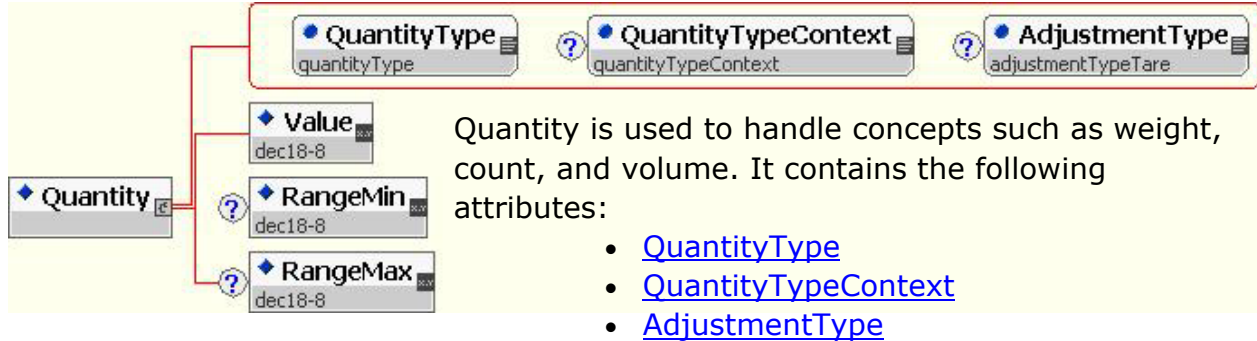 QuantityType
quantityType
?
QuantityTypeContext
quantityTypeContext
?
AdjustmentType
adjustmentTypeTare
Value
dec18-8
Quantity
?
RangeMin
dec18-8
?
RangeMax
dec18-8
Quantity is used to handle concepts such as weight,
count, and volume. It contains the following
attributes:
• QuantityType
• QuantityTypeContext
• AdjustmentType